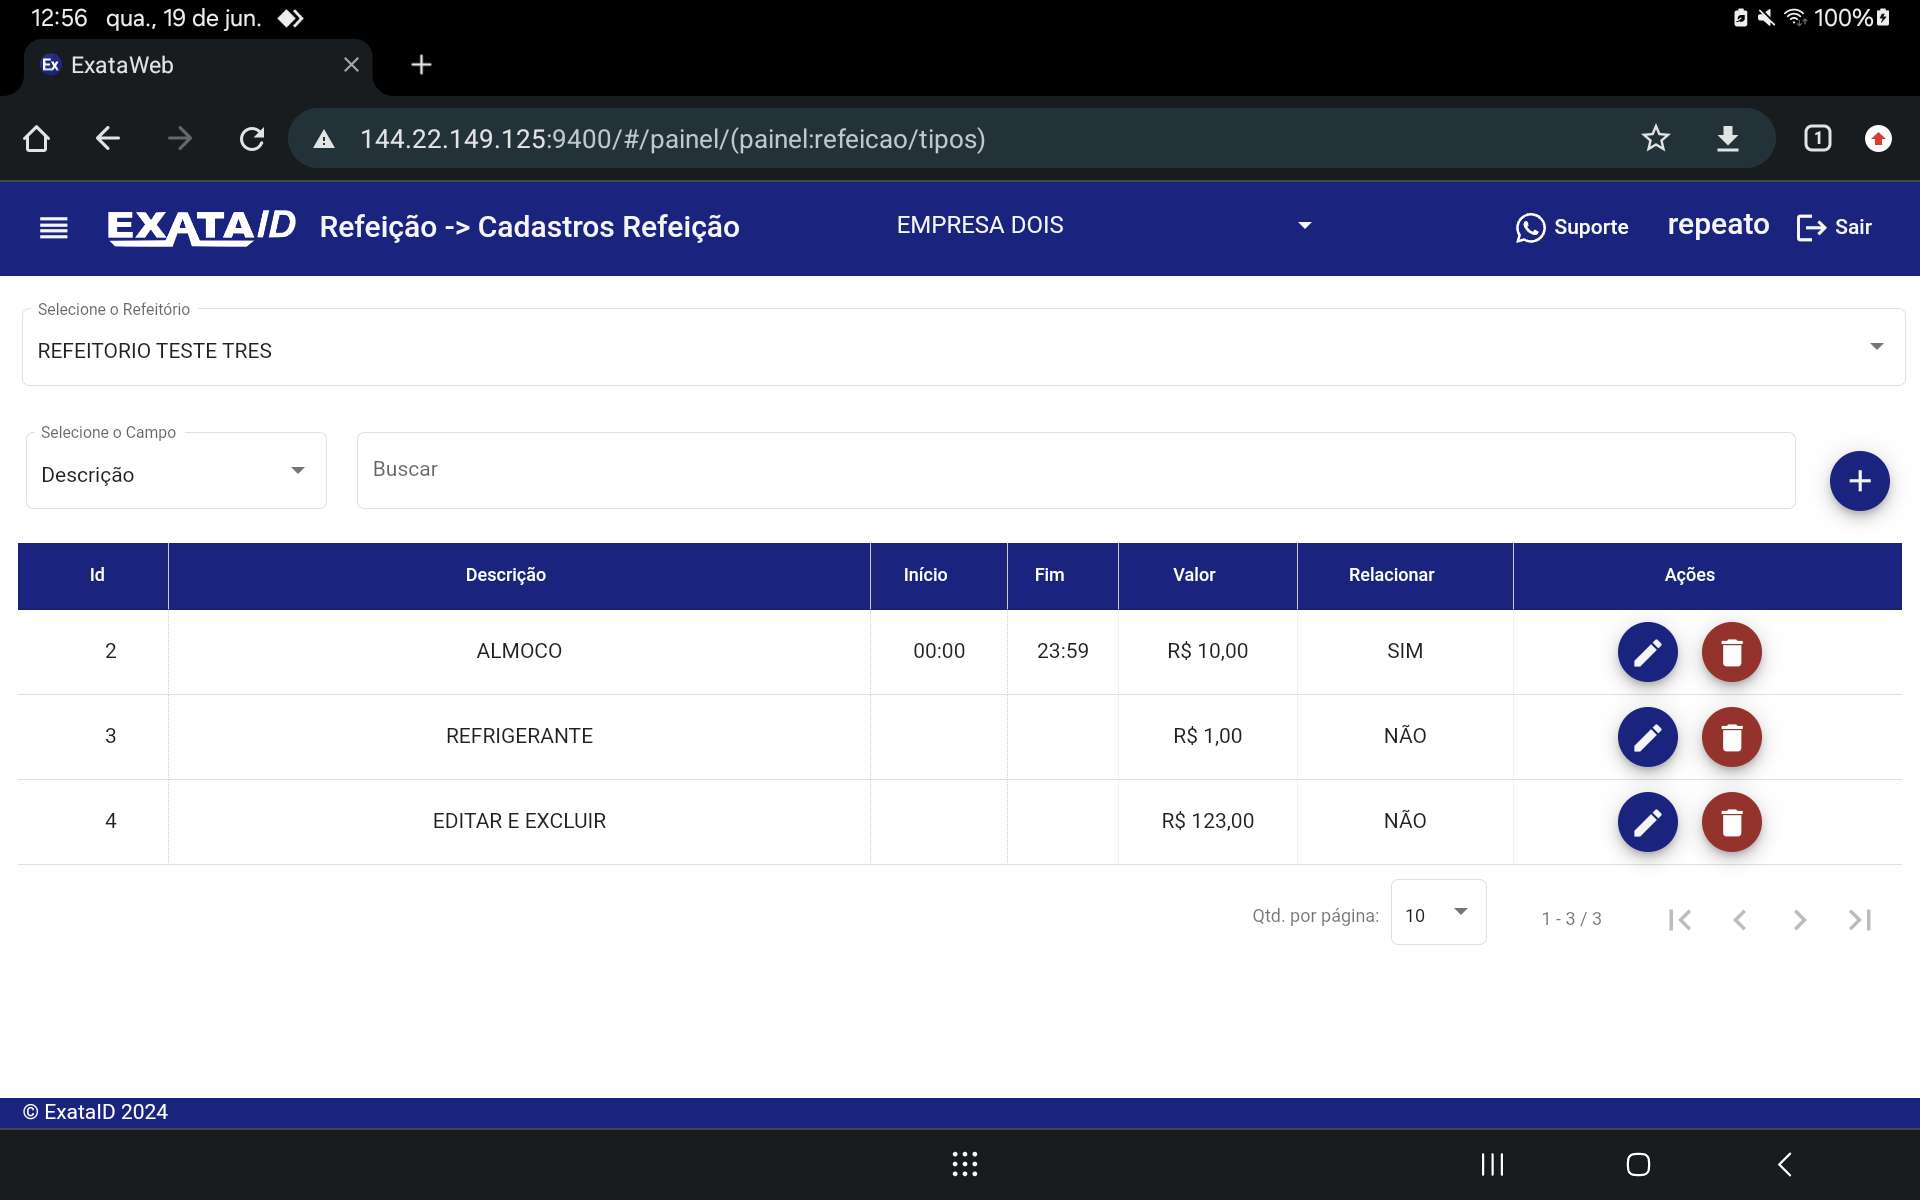 12:56 qua., 19 de jun. 100%
Ex ExataWeb
144.22.149.125:9400/#/painel/(painel:refeicao/tipos) 1
EXATAID Refeição -> Cadastros Refeição EMPRESA DOIS Suporte repeato Sair
Selecione o Refeitório
REFEITORIO TESTE TRES
Selecione o Campo
Descrição Buscar
Id Descrição Início Fim Valor Relacionar Ações
2 ALMOCO 00:00 23:59 R$ 10,00 SIM
3 REFRIGERANTE R$ 1,00 NÃO
4 EDITAR E EXCLUIR R$ 123,00 NÃO
Qtd. por página: 10 1 - 3 / 3
© ExataID 2024